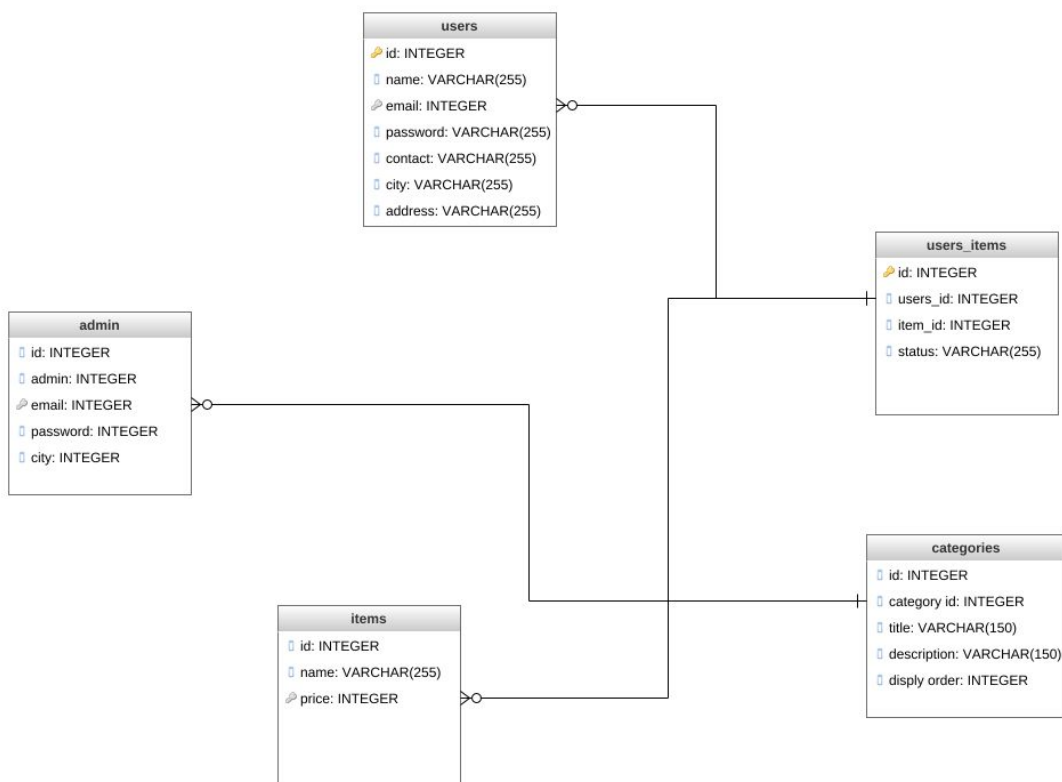 users
id: INTEGER
name: VARCHAR(255)
email: INTEGER
password: VARCHAR(255)
contact: VARCHAR(255)
city: VARCHAR(255)
address: VARCHAR(255)
users_items
id: INTEGER
users_id: INTEGER
item_id: INTEGER
status: VARCHAR(255)
admin
id: INTEGER
admin: INTEGER
email: INTEGER
password: INTEGER
city: INTEGER
categories
id: INTEGER
category id: INTEGER
title: VARCHAR(150)
description: VARCHAR(150)
disply order: INTEGER
items
id: INTEGER
name: VARCHAR(255)
price: INTEGER